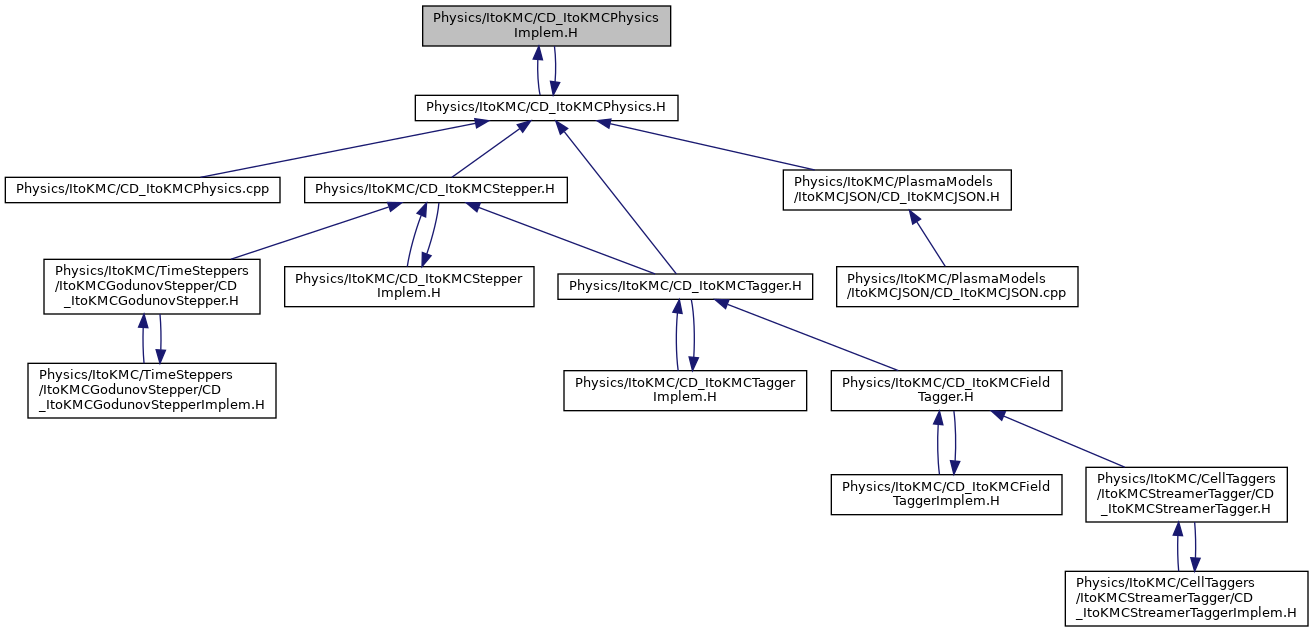 Physics/ItoKMC/CD_ItoKMCPhysics
Implem.H
Physics/ItoKMC/CD_ItoKMCPhysics.H
Physics/ItoKMC/CD_ItoKMCPhysics.cpp
Physics/ItoKMC/CD_ItoKMCStepper.H
Physics/ItoKMC/PlasmaModels
/ItoKMCJSON/CD_ItoKMCJSON.H
Physics/ItoKMC/TimeSteppers
/ItoKMCGodunovStepper/CD
_ItoKMCGodunovStepper.H
Physics/ItoKMC/CD_ItoKMCStepper
Implem.H
Physics/ItoKMC/CD_ItoKMCTagger.H
Physics/ItoKMC/PlasmaModels
/ItoKMCJSON/CD_ItoKMCJSON.cpp
Physics/ItoKMC/TimeSteppers
/ItoKMCGodunovStepper/CD
_ItoKMCGodunovStepperImplem.H
Physics/ItoKMC/CD_ItoKMCTagger
Implem.H
Physics/ItoKMC/CD_ItoKMCField
Tagger.H
Physics/ItoKMC/CD_ItoKMCField
TaggerImplem.H
Physics/ItoKMC/CellTaggers
/ItoKMCStreamerTagger/CD
_ItoKMCStreamerTagger.H
Physics/ItoKMC/CellTaggers
/ItoKMCStreamerTagger/CD
_ItoKMCStreamerTaggerImplem.H